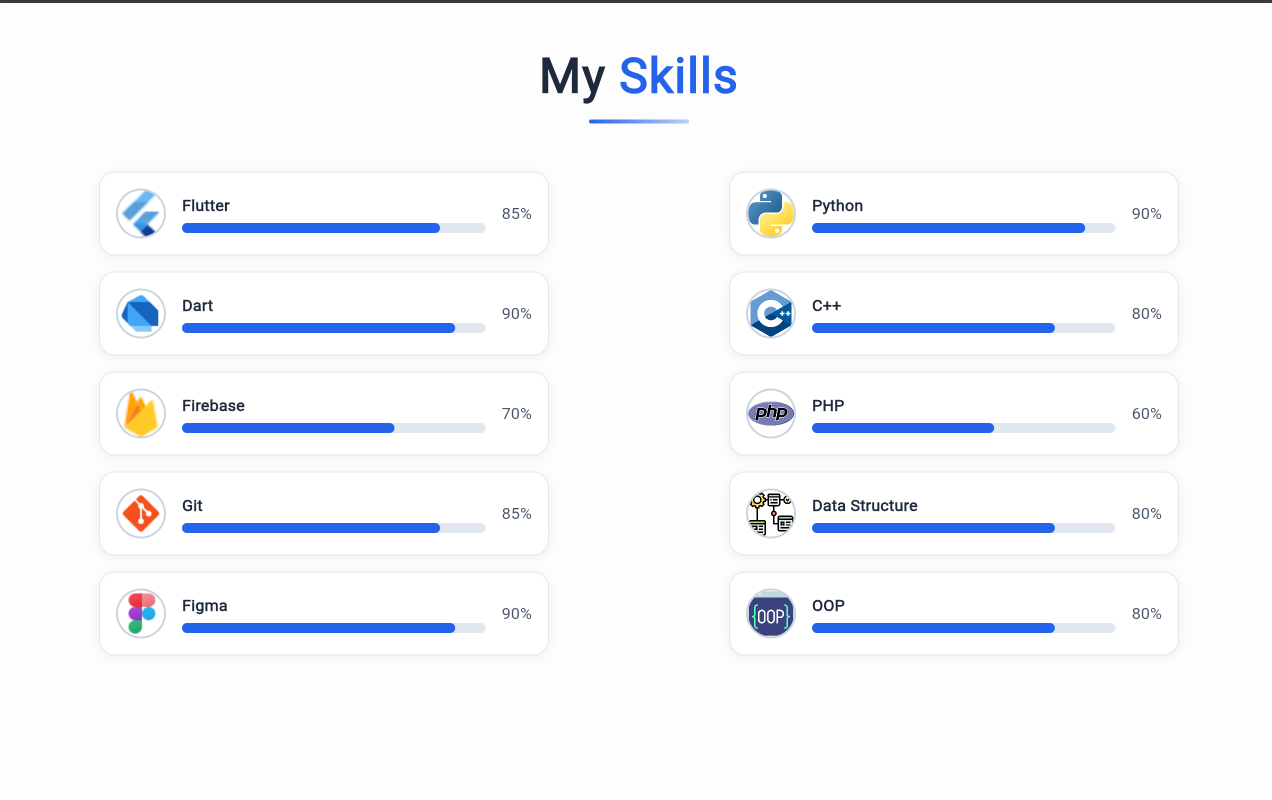 My Skills
Flutter
85%
Dart
90%
Firebase
70%
Git
85%
Figma
90%
Python
90%
C++
C++
80%
php
PHP
60%
Data Structure
80%
{OOP}
OOP
80%